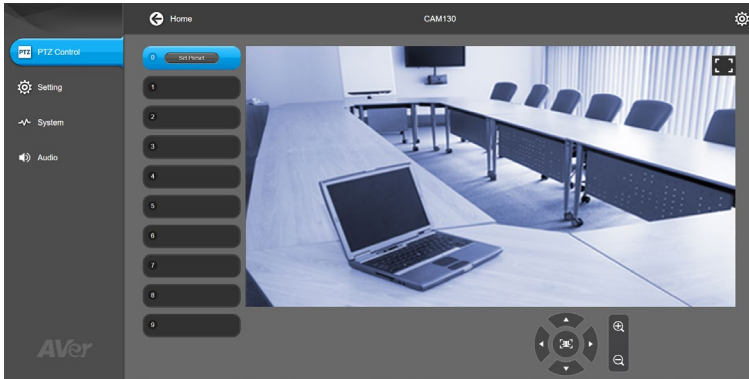 Home
CAM130
PTZ
PTZ Control
Setting
System
Audio
0 Set Preset
1
2
3
4
5
6
7
8
9
AVer